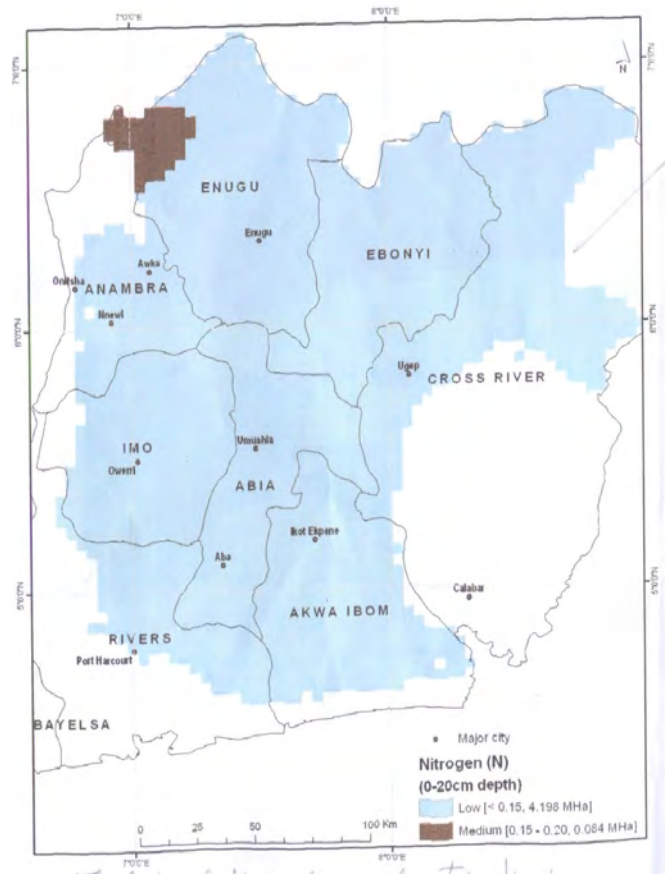 7°0'0"E
8°0'0"E
7°0'0"N
7°0'0"N
N
ENUGU
Enugu
EBONYI
Awka
Onitsha
ANAMBRA
Nnewi
6°0'0"N
6°0'0"N
Ugep
CROSS RIVER
IMO
Umuahia
Owerri
ABIA
Ikot Ekpene
Aba
5°0'0"N
5°0'0"N
Calabar
AKWA IBOM
RIVERS
Port Harcourt
BAYELSA
Major city
Nitrogen (N)
(0-20cm depth)
Low [< 0.15, 4.198 MHa]
Medium [0.15 - 0.20, 0.084 MHa]
0 25 50 100 Km
7°0'0"E
8°0'0"E